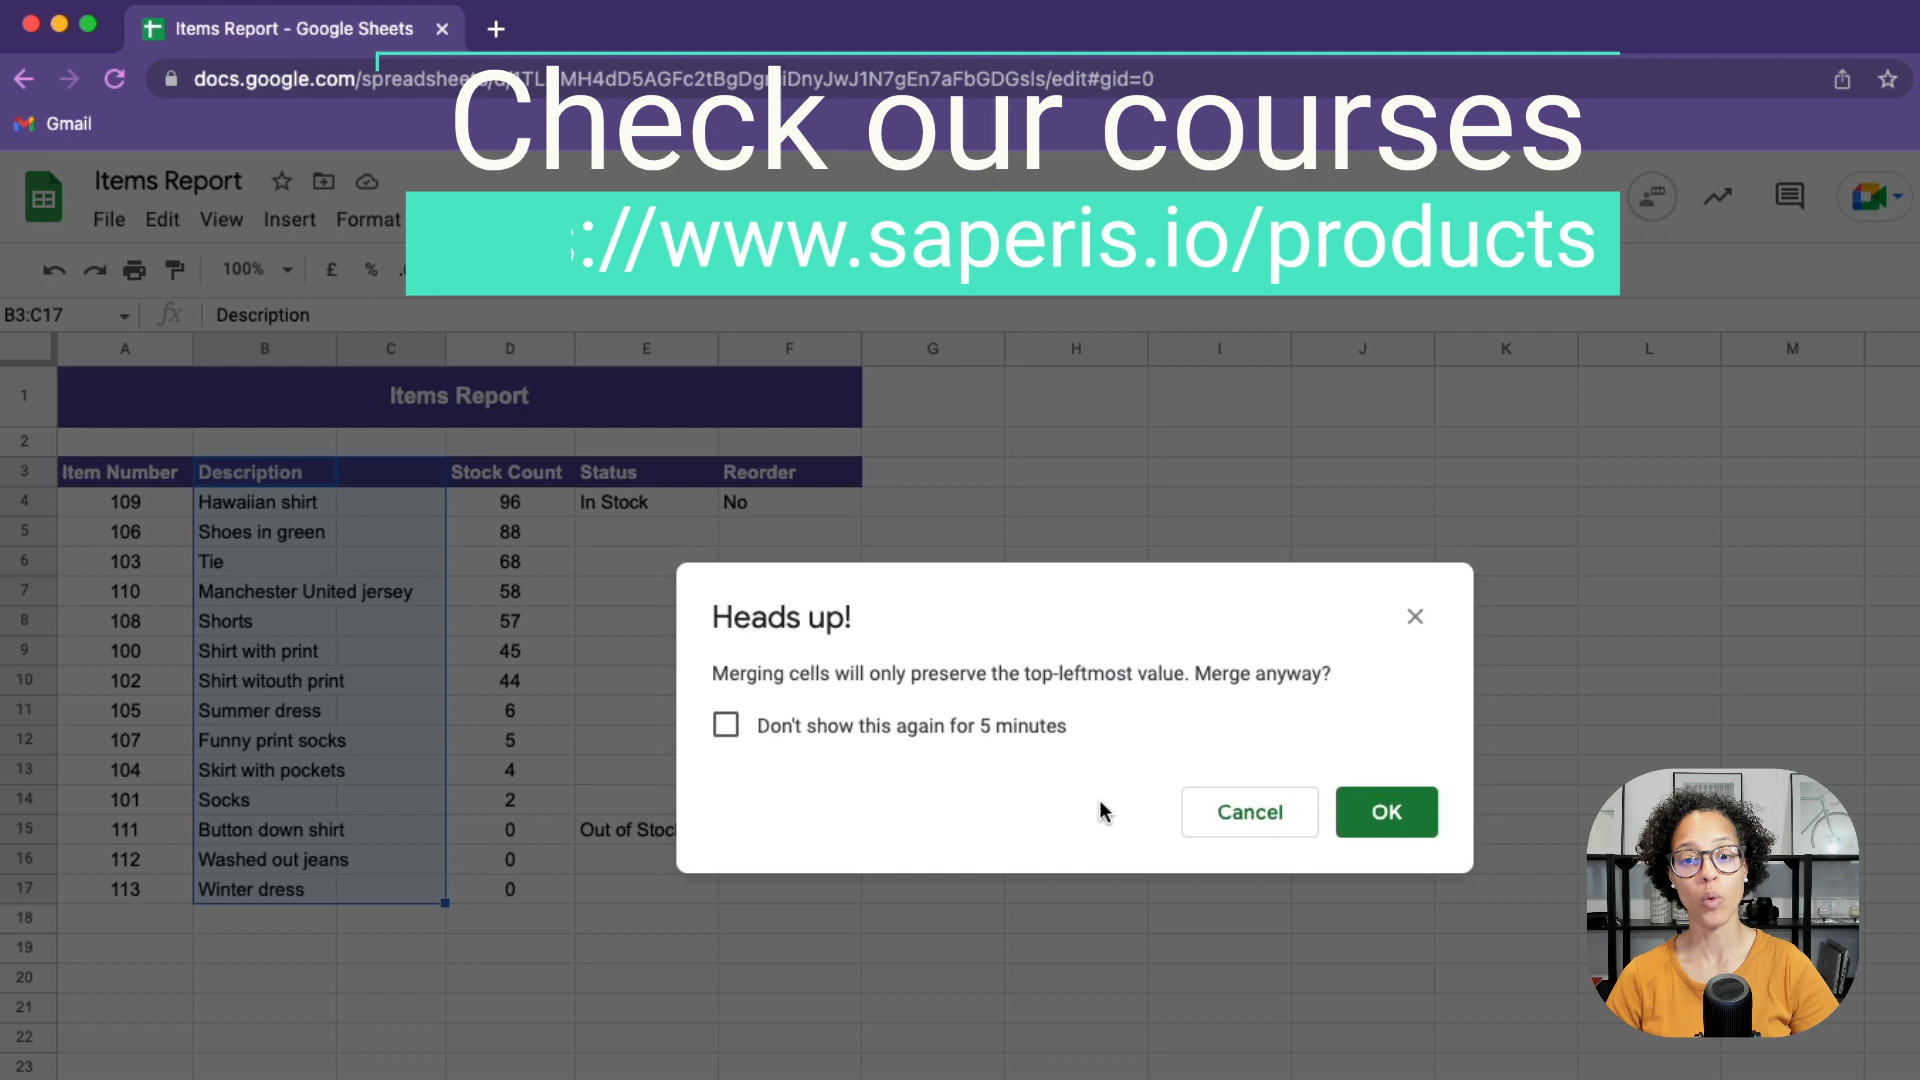 Items Report - Google Sheets
docs.google.com/spreadsheet
MH4dD5AGFc2tBgDg
iDnyJwJ1N7gEn7aFbGDGsls/edit#gid=0
Check our courses
Gmail
Items Report
File Edit View Insert Format
://www.saperis.io/products
100% £ %
B3:C17 fx Description
A B C D E F G H I J K L M
1 Items Report
2
3 Item Number Description Stock Count Status Reorder
4 109 Hawaiian shirt 96 In Stock No
5 106 Shoes in green 88
6 103 Tie 68
7 110 Manchester United jersey 58
8 108 Shorts 57
9 100 Shirt with print 45
10 102 Shirt witouth print 44
11 105 Summer dress 6
12 107 Funny print socks 5
13 104 Skirt with pockets 4
14 101 Socks 2
15 111 Button down shirt 0 Out of Stoc
16 112 Washed out jeans 0
17 113 Winter dress 0
18
19
20
21
22
23
Heads up!
Merging cells will only preserve the top-leftmost value. Merge anyway?
Don't show this again for 5 minutes
Cancel OK